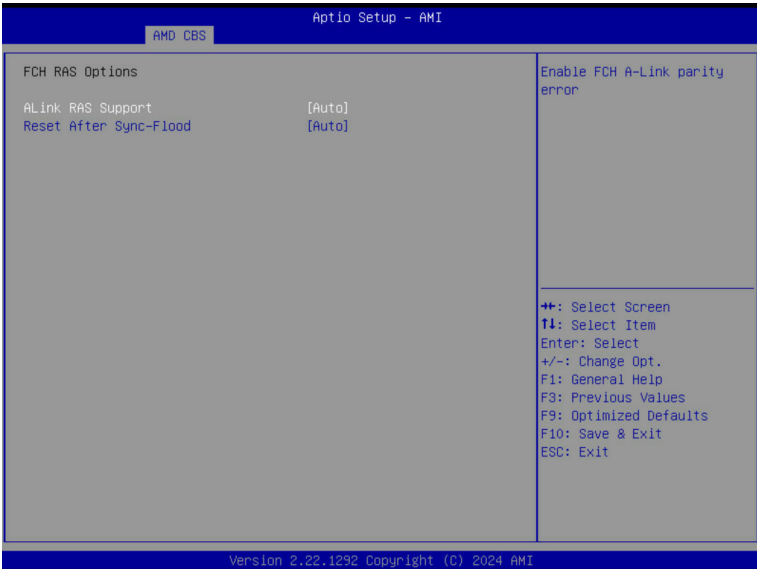 Aptio Setup – AMI
AMD CBS
FCH RAS Options
ALink RAS Support [Auto]
Reset After Sync-Flood [Auto]
Enable FCH A-Link parity
error
→←: Select Screen
↑↓: Select Item
Enter: Select
+/-: Change Opt.
F1: General Help
F3: Previous Values
F9: Optimized Defaults
F10: Save & Exit
ESC: Exit
Version 2.22.1292 Copyright (C) 2024 AMI